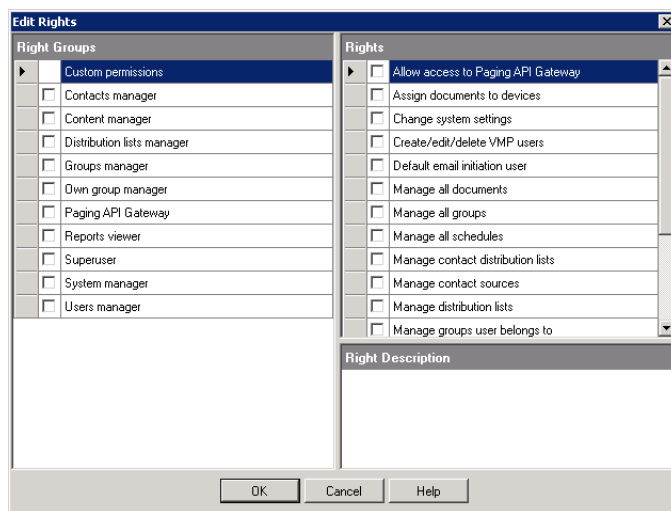 Edit Rights
Right Groups
Custom permissions
Contacts manager
Content manager
Distribution lists manager
Groups manager
Own group manager
Paging API Gateway
Reports viewer
Superuser
System manager
Users manager
Rights
Allow access to Paging API Gateway
Assign documents to devices
Change system settings
Create/edit/delete VMP users
Default email initiation user
Manage all documents
Manage all groups
Manage all schedules
Manage contact distribution lists
Manage contact sources
Manage distribution lists
Manage groups user belongs to
Right Description
OK
Cancel
Help